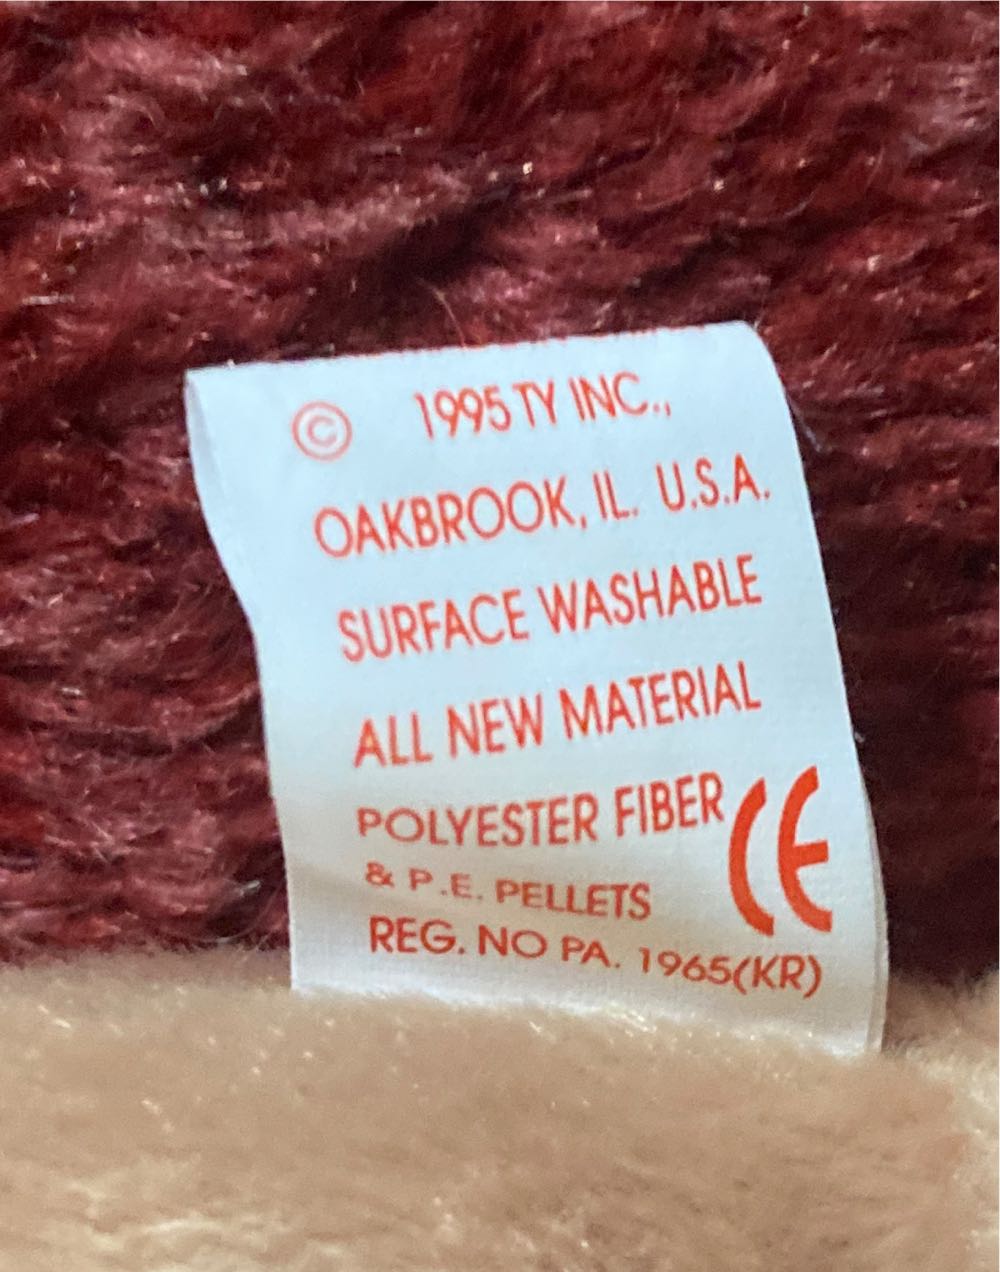 © 1995 TY INC.,
OAKBROOK, IL. U.S.A.
SURFACE WASHABLE
ALL NEW MATERIAL
POLYESTER FIBER
& P.E. PELLETS
CE
REG. NO PA. 1965(KR)